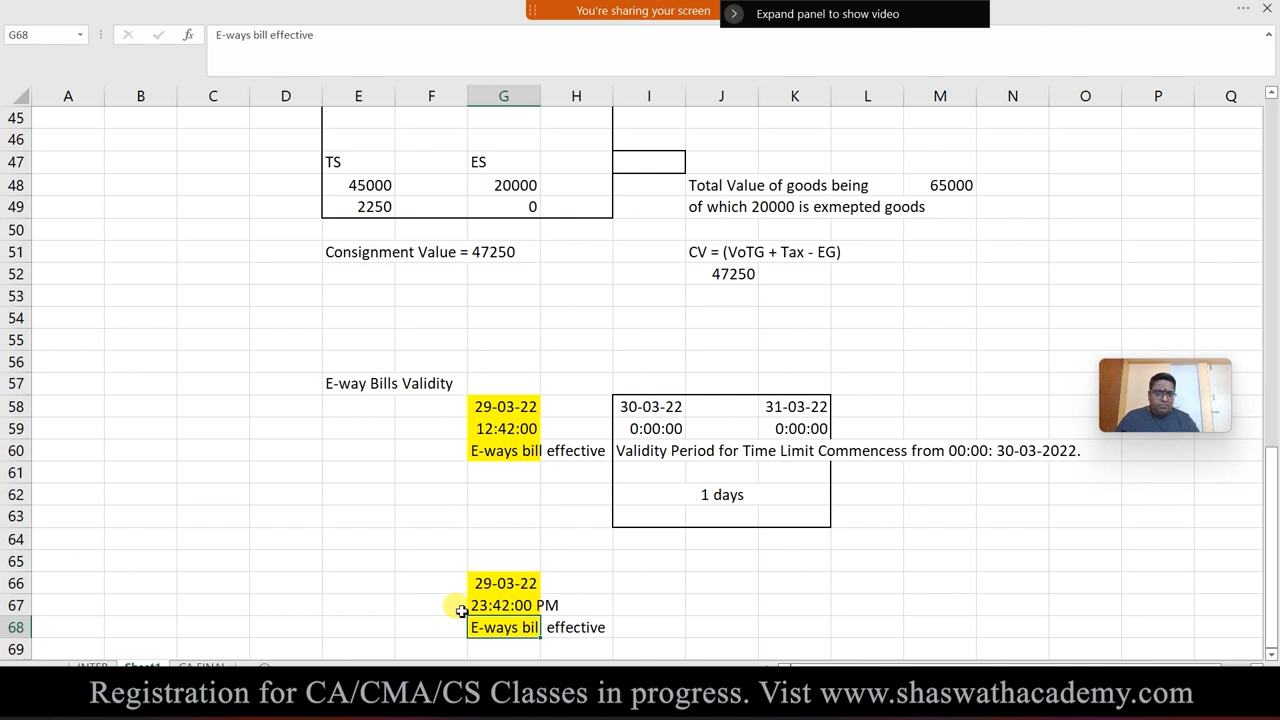 You're sharing your screen
Expand panel to show video
G68
fx
E-ways bill effective
A B C D E F G H I J K L M N O P Q
45
46
47 TS ES
48 45000 20000 Total Value of goods being 65000
49 2250 0 of which 20000 is exmepted goods
50
51 Consignment Value = 47250 CV = (VoTG + Tax - EG)
52 47250
53
54
55
56
57 E-way Bills Validity
58 29-03-22 30-03-22 31-03-22
59 12:42:00 0:00:00 0:00:00
60 E-ways bill effective Validity Period for Time Limit Commencess from 00:00: 30-03-2022.
61
62 1 days
63
64
65
66 29-03-22
67 23:42:00 PM
68 E-ways bil effective
69
INTER Sheet1 CA FINAL
Registration for CA/CMA/CS Classes in progress. Vist www.shaswathacademy.com